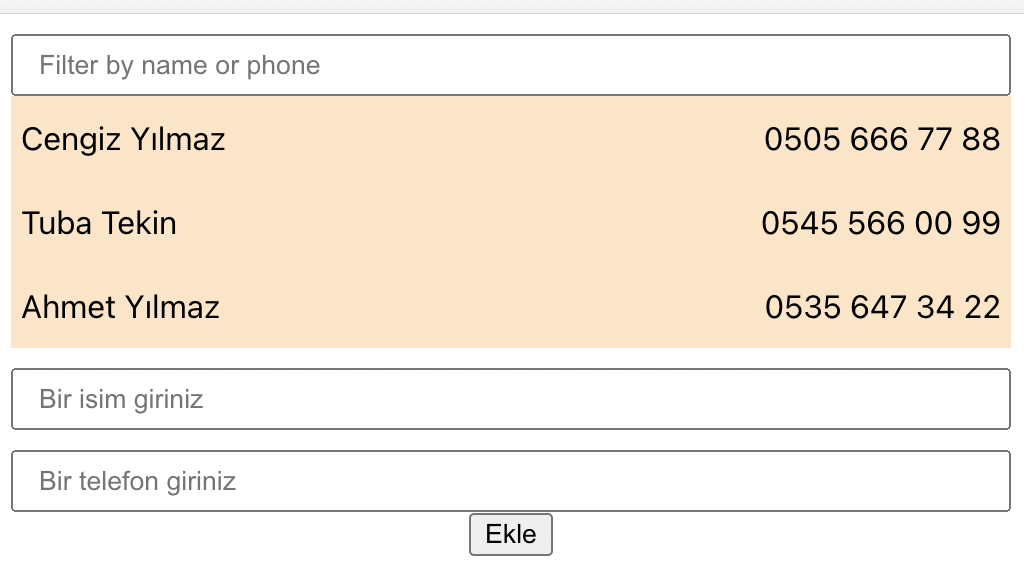 Filter by name or phone
Cengiz Yılmaz 0505 666 77 88
Tuba Tekin 0545 566 00 99
Ahmet Yılmaz 0535 647 34 22
Bir isim giriniz
Bir telefon giriniz
Ekle